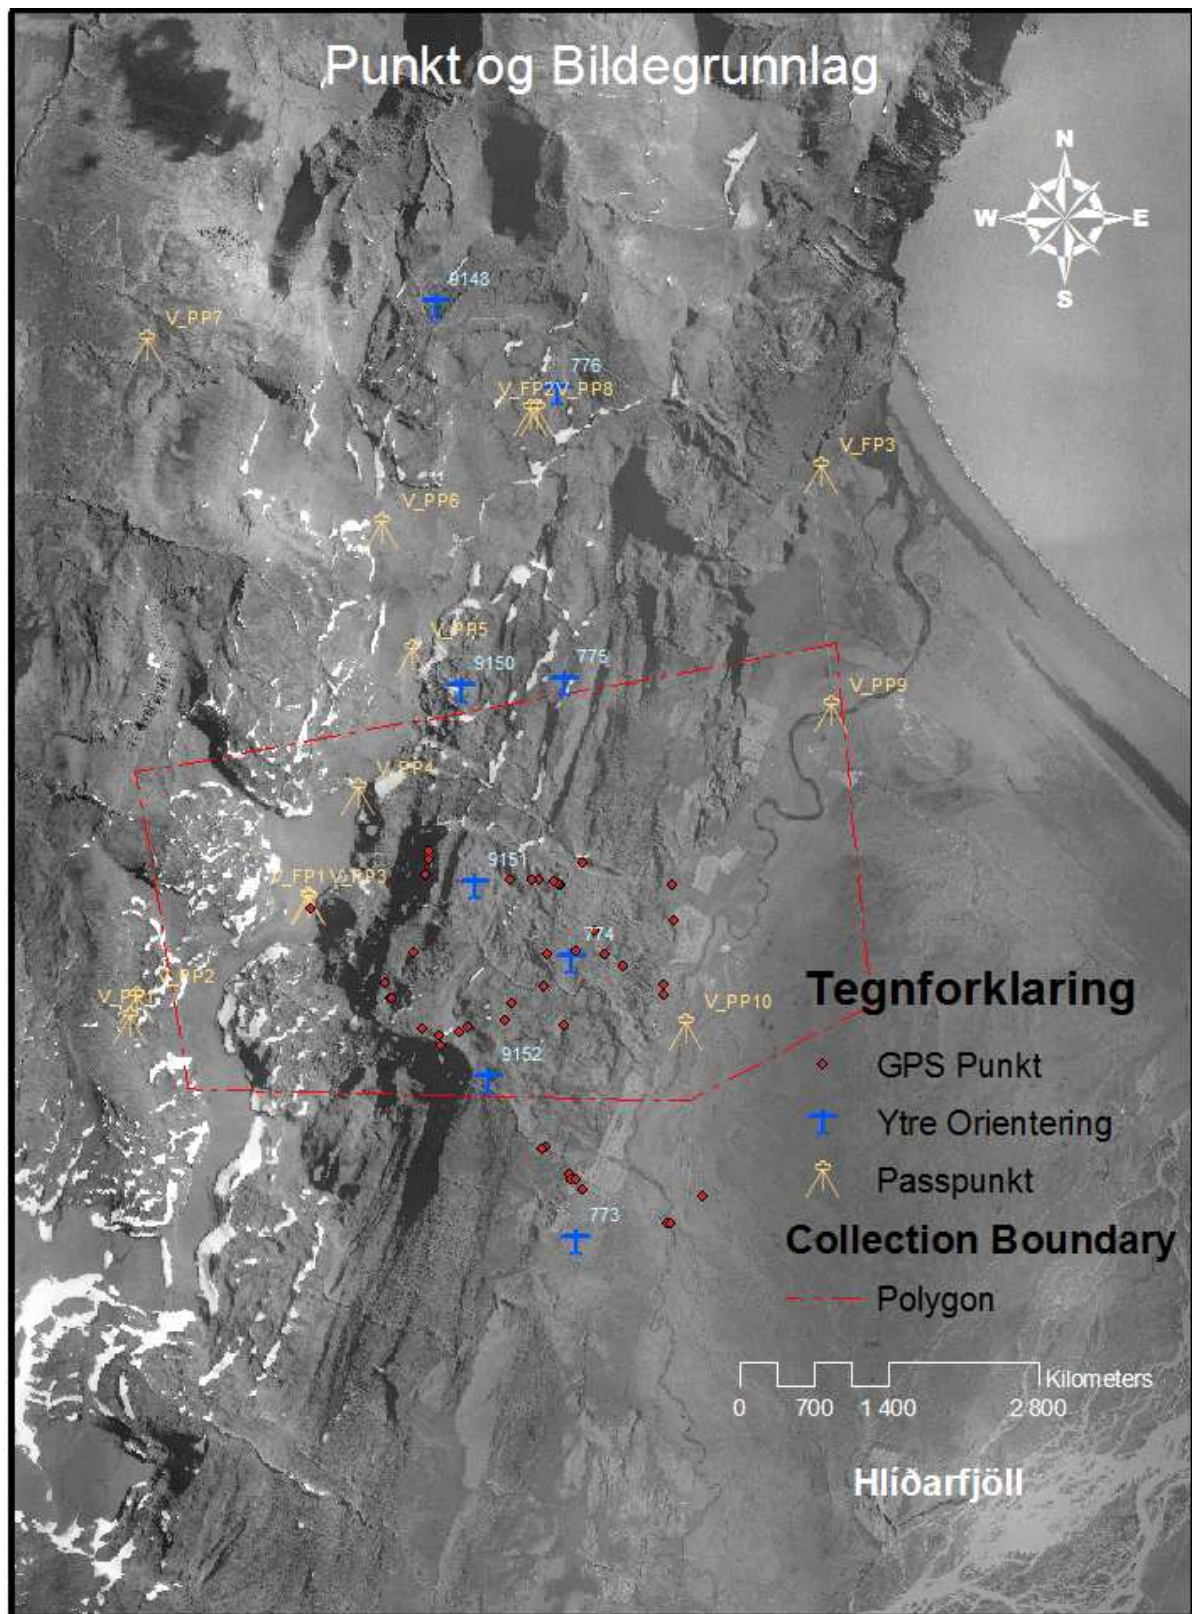 Punkt og Bildegrunnlag
N
W E
S
9148
V_PP7
776
V_FP2 V_PP8
V_FP3
V_PP6
V_PP5
9150 775
V_PP9
V_PP4
9151
V_FP1 V_PP3
774
V_PP2
V_PP1
V_PP10
9152
773
Tegnforklaring
GPS Punkt
Ytre Orientering
Passpunkt
Collection Boundary
Polygon
Kilometers
0 700 1 400 2 800
Hlíðarfjöll